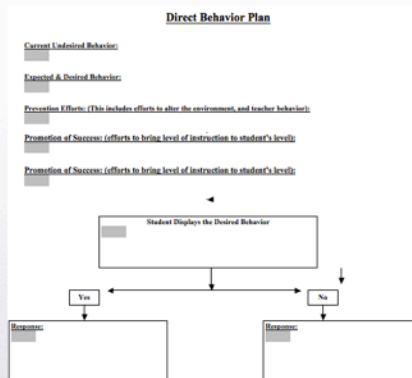 Direct Behavior Plan
Current Undesired Behavior:
Expected & Desired Behavior:
Prevention Efforts: (This includes efforts to alter the environment, and teacher behavior):
Promotion of Success: (efforts to bring level of instruction to student's level):
Promotion of Success: (efforts to bring level of instruction to student's level):
Student Displays the Desired Behavior
Yes
No
Response:
Response: